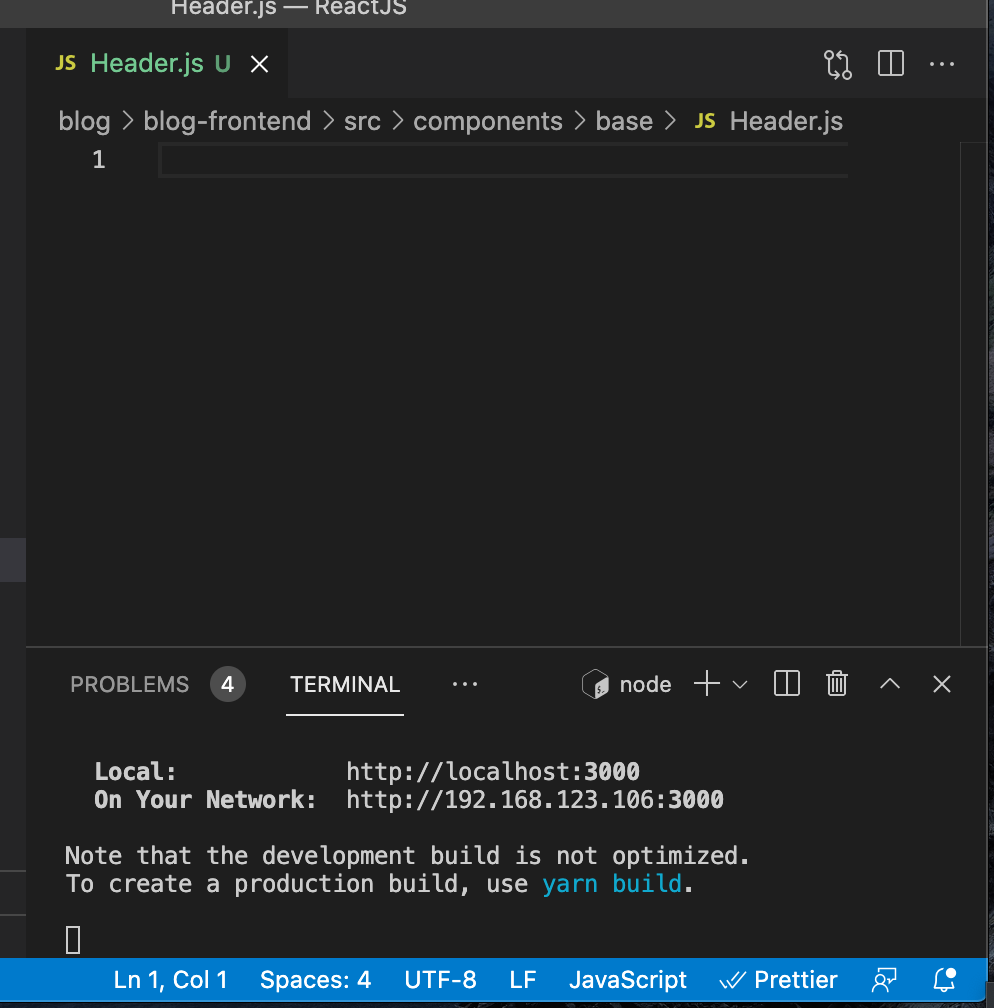 Header.js — ReactJS
JS Header.js U
blog > blog-frontend > src > components > base > JS Header.js
1
PROBLEMS 4 TERMINAL ··· node
Local: http://localhost:3000
On Your Network: http://192.168.123.106:3000
Note that the development build is not optimized.
To create a production build, use yarn build.
Ln 1, Col 1 Spaces: 4 UTF-8 LF JavaScript Prettier